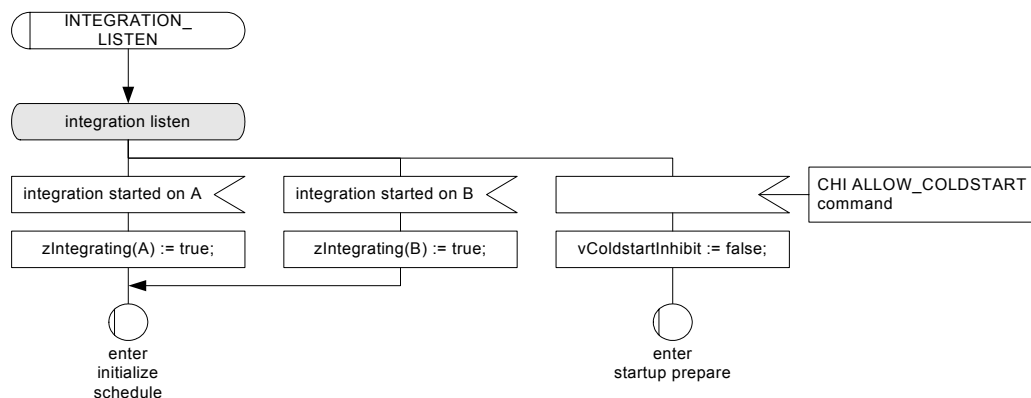 INTEGRATION_
LISTEN
integration listen
integration started on A
integration started on B
CHI ALLOW_COLDSTART
command
zIntegrating(A) := true;
zIntegrating(B) := true;
vColdstartInhibit := false;
enter
initialize
schedule
enter
startup prepare